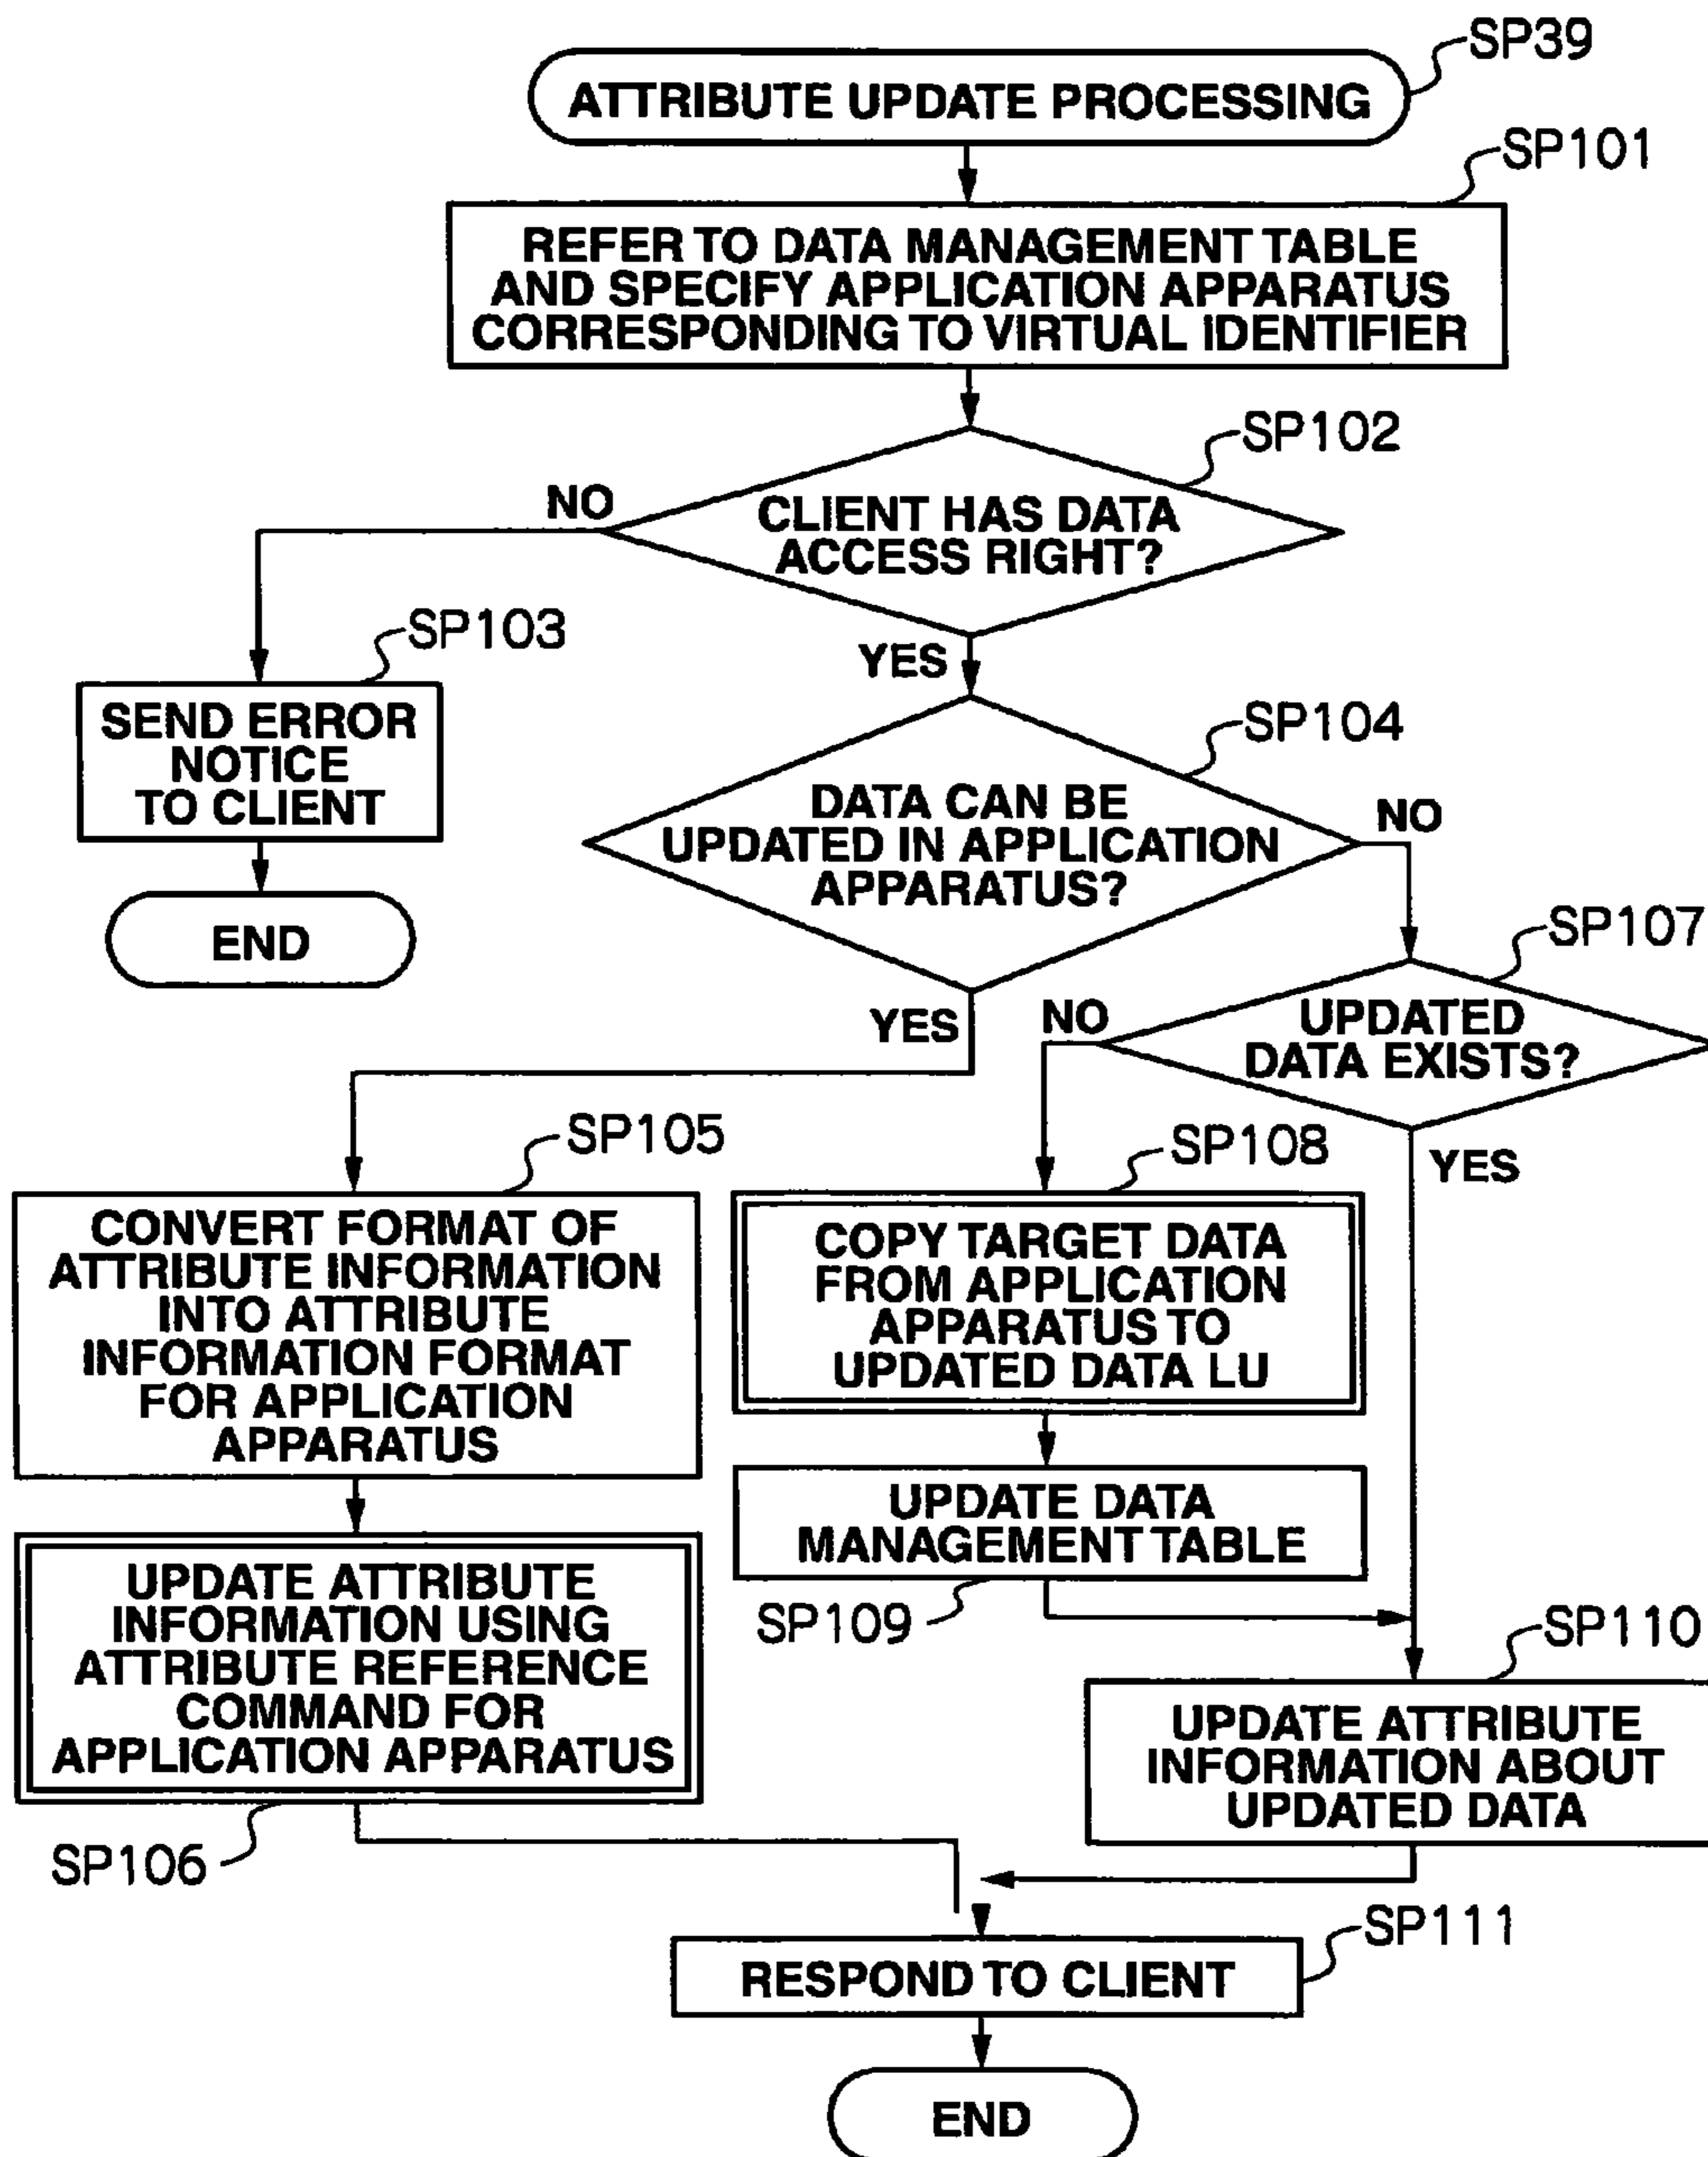 SP39
ATTRIBUTE UPDATE PROCESSING
SP101
REFER TO DATA MANAGEMENT TABLE
AND SPECIFY APPLICATION APPARATUS
CORRESPONDING TO VIRTUAL IDENTIFIER
SP102
NO
CLIENT HAS DATA
ACCESS RIGHT?
SP103
YES
SEND ERROR
NOTICE
TO CLIENT
END
SP104
DATA CAN BE
UPDATED IN APPLICATION
APPARATUS?
NO
SP107
YES
NO
UPDATED
DATA EXISTS?
YES
SP105
CONVERT FORMAT OF
ATTRIBUTE INFORMATION
INTO ATTRIBUTE
INFORMATION FORMAT
FOR APPLICATION
APPARATUS
SP108
COPY TARGET DATA
FROM APPLICATION
APPARATUS TO
UPDATED DATA LU
UPDATE DATA
MANAGEMENT TABLE
SP109
UPDATE ATTRIBUTE
INFORMATION USING
ATTRIBUTE REFERENCE
COMMAND FOR
APPLICATION APPARATUS
SP106
SP110
UPDATE ATTRIBUTE
INFORMATION ABOUT
UPDATED DATA
SP111
RESPOND TO CLIENT
END